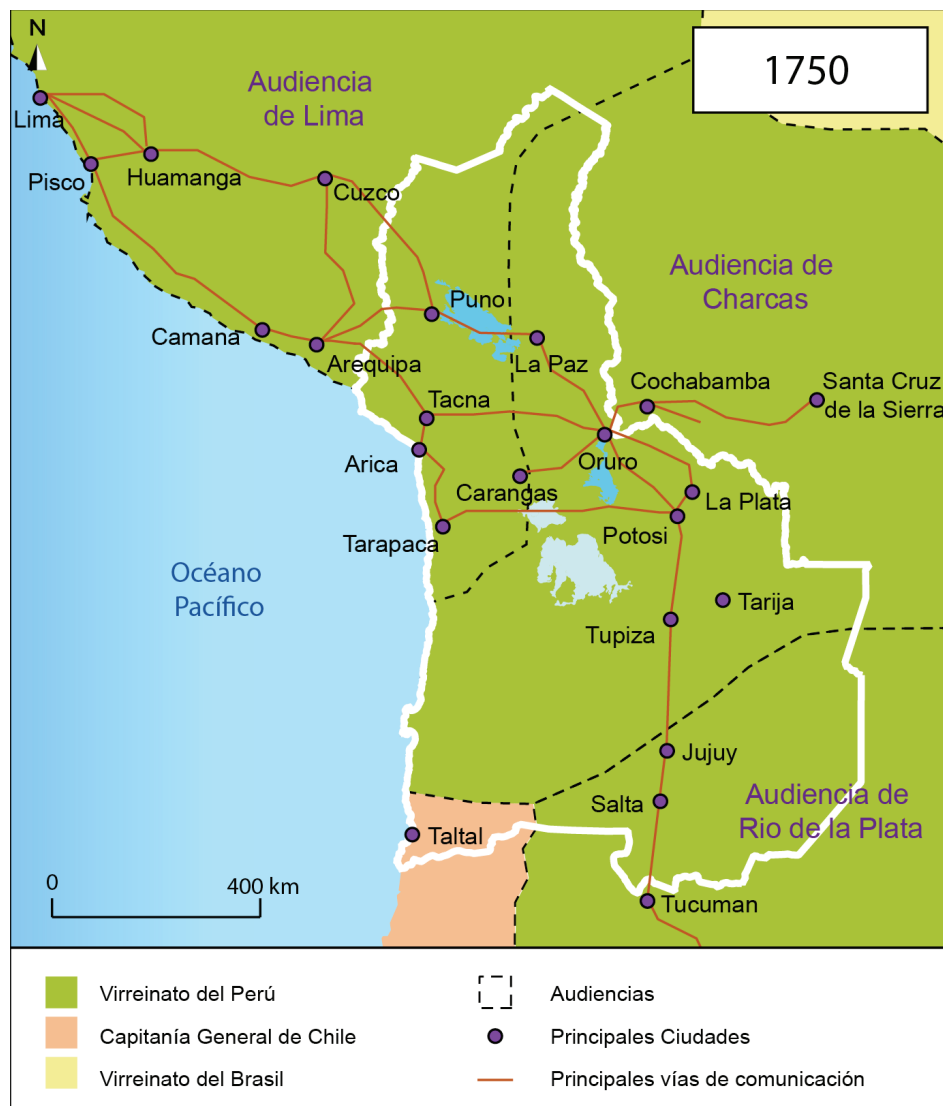 N
1750
Audiencia
de Lima
Lima
Huamanga
Pisco
Cuzco
Audiencia de
Charcas
Puno
Camana
Arequipa
La Paz
Cochabamba
Santa Cruz
de la Sierra
Tacna
Arica
Oruro
Carangas
La Plata
Tarapaca
Potosi
Océano
Pacífico
Tarija
Tupiza
Jujuy
Salta
Audiencia de
Rio de la Plata
Taltal
0
400 km
Tucuman
Virreinato del Perú
Audiencias
Capitanía General de Chile
Principales Ciudades
Virreinato del Brasil
Principales vías de comunicación